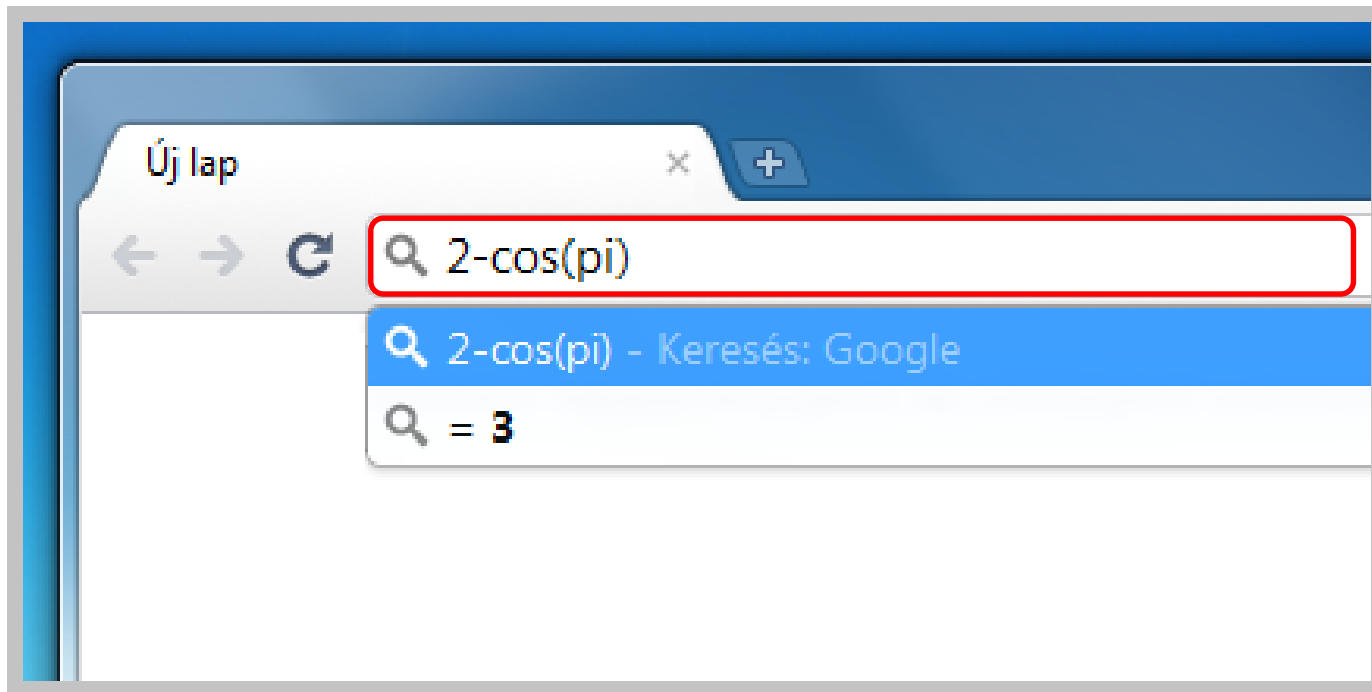 Új lap
2-cos(pi)
2-cos(pi) - Keresés: Google
= 3